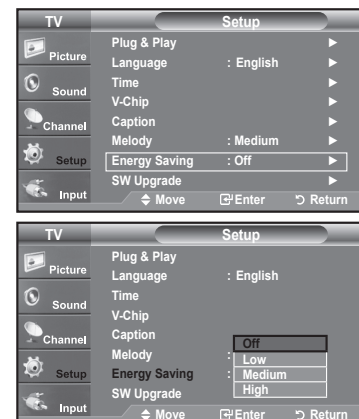 TV Setup
Picture
Sound
Channel
Setup
Input
Plug & Play ►
Language : English ►
Time ►
V-Chip ►
Caption ►
Melody : Medium ►
Energy Saving : Off ►
SW Upgrade ►
Move Enter Return
TV Setup
Picture
Sound
Channel
Setup
Input
Plug & Play
Language : English
Time
V-Chip
Caption
Melody :
Energy Saving :
SW Upgrade
Off
Low
Medium
High
Move Enter Return